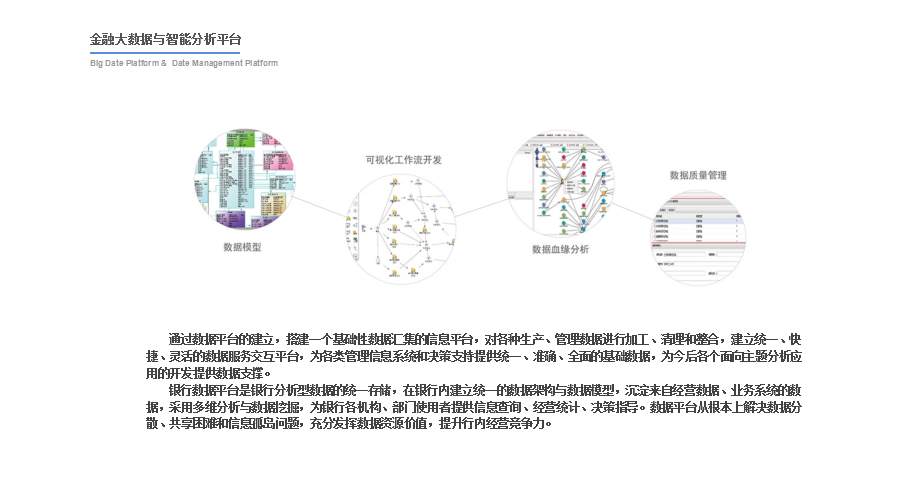 金融大数据与智能分析平台
Big Date Platform & Date Management Platform
可视化工作流开发
数据质量管理
数据模型
数据血缘分析
通过数据平台的建立，搭建一个基础性数据汇集的信息平台，对各种生产、管理数据进行加工、清理和整合，建立统一、快
捷、灵活的数据服务交互平台，为各类管理信息系统和决策支持提供统一、准确、全面的基础数据，为今后各个面向主题分析应
用的开发提供数据支撑。
银行数据平台是银行分析型数据的统一存储，在银行内建立统一的数据架构与数据模型，沉淀来自经营数据、业务系统的数
据，采用多维分析与数据挖掘，为银行各机构、部门使用者提供信息查询、经营统计、决策指导。数据平台从根本上解决数据分
散、共享困难和信息孤岛问题，充分发挥数据资源价值，提升行内经营竞争力。